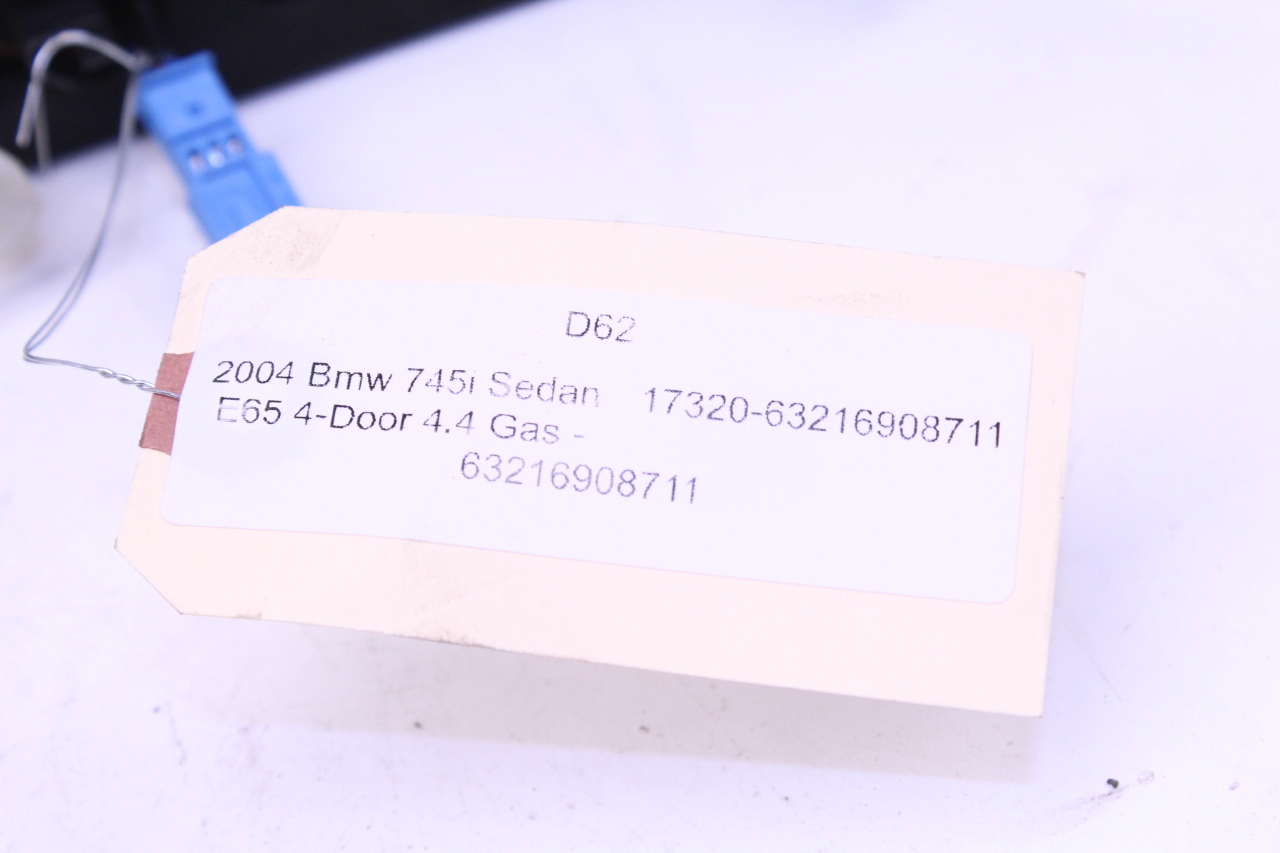 D62
2004 Bmw 745i Sedan 17320-63216908711
E65 4-Door 4.4 Gas -
63216908711